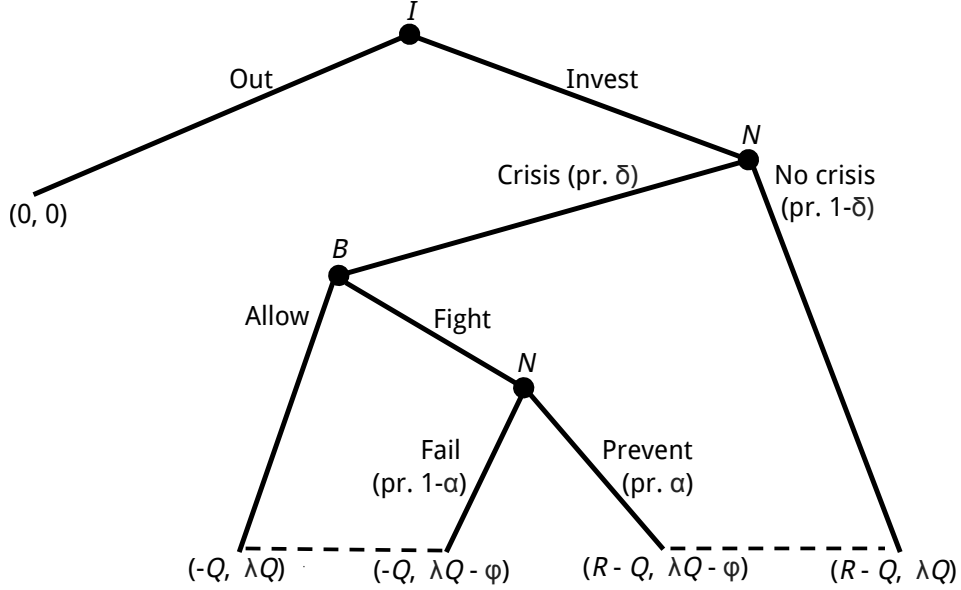 I
Out
Invest
N
Crisis (pr. δ)
No crisis
(pr. 1-δ)
(0, 0)
B
Allow
Fight
N
Fail
(pr. 1-α)
Prevent
(pr. α)
(-Q, λQ)
(-Q, λQ - φ)
(R - Q, λQ - φ)
(R - Q, λQ)